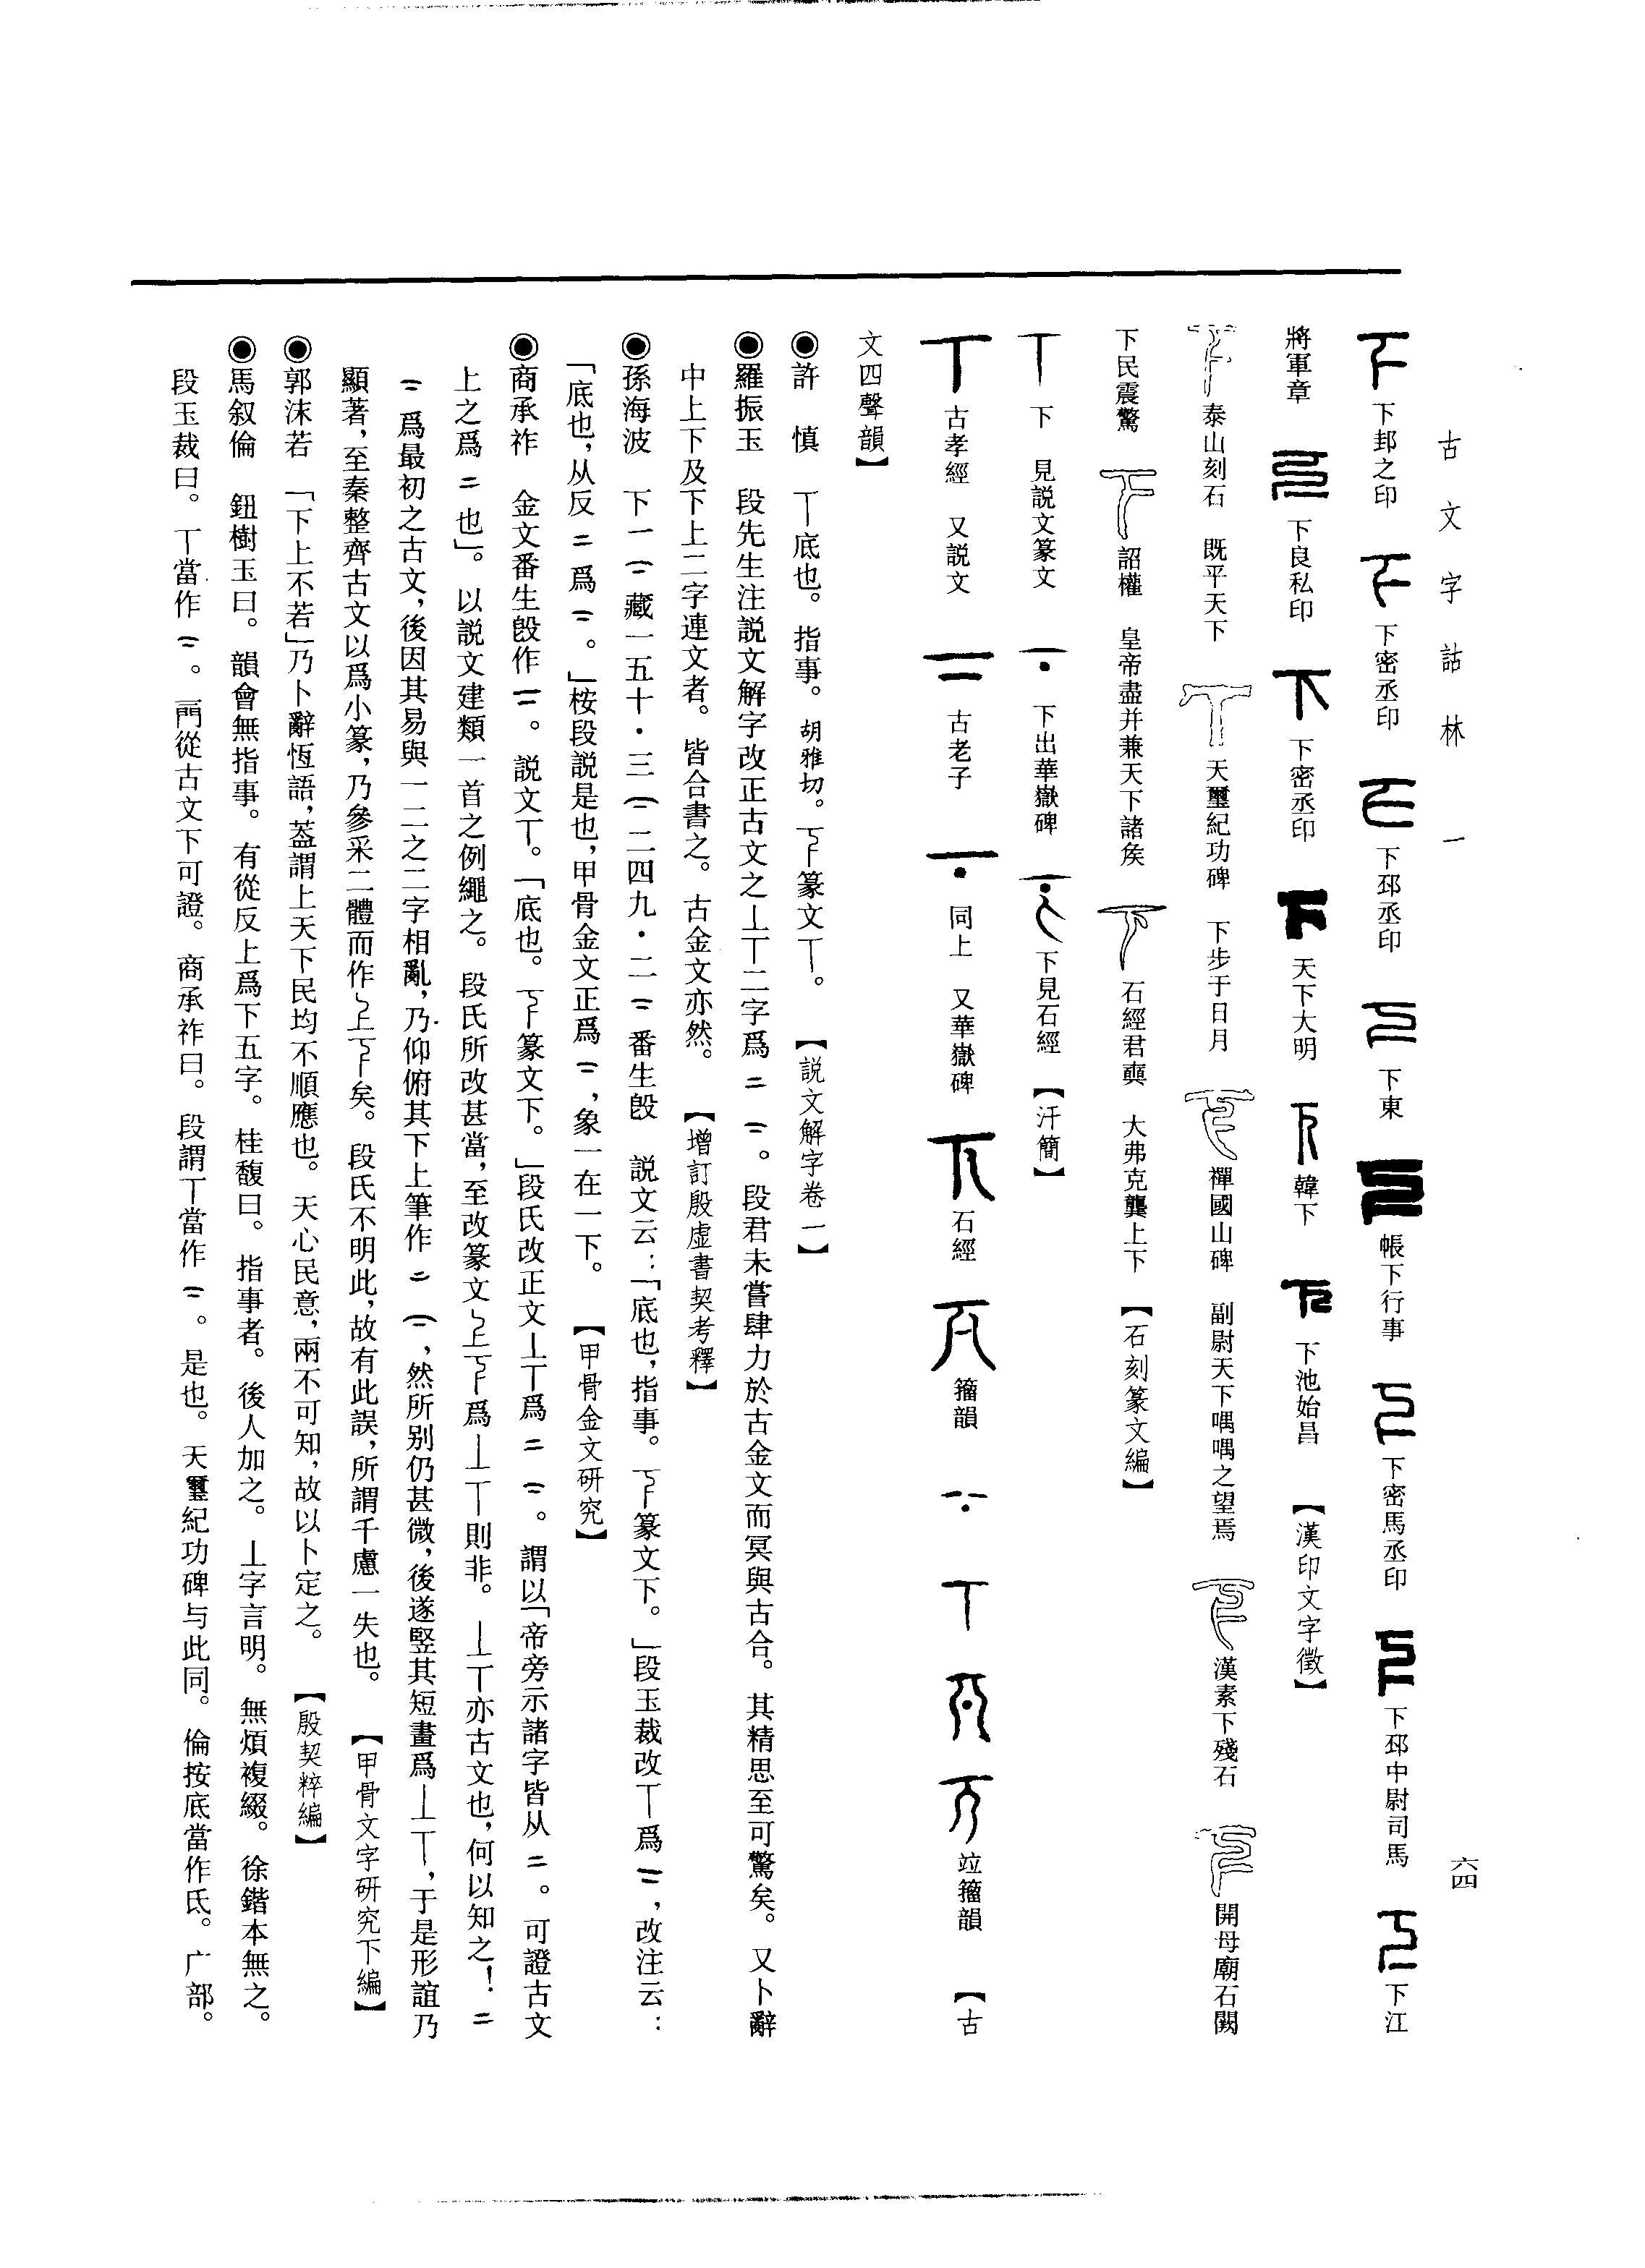 古文字詁林 一
六四
下邽之印 下密丞印 下邳丞印 下東 帳下行事 下密馬丞印 下邳中尉司馬 下江
將軍章 下良私印 下密丞印 天下大明 韓下 下池始昌 【漢印文字徵】
泰山刻石 既平天下 天璽紀功碑 下步于日月 禪國山碑 副尉天下喁喁之望焉 漢素下殘石 開母廟石闕
下民震驚 詔權 皇帝盡并兼天下諸矦 石經君奭 大弗克龔上下 【石刻篆文編】
丅 下 見説文篆文 下出華嶽碑 下見石經 【汗簡】
丅 古孝經 又説文 古老子 同上 又華嶽碑 石經 籀韻 丅 竝籀韻 【古
文四聲韻】
◉許 慎 丅底也。指事。胡雅切。篆文丅。 【説文解字卷一】
◉羅振玉 段先生注説文解字改正古文之丄丅二字爲二 。段君未嘗肆力於古金文而冥與古合。其精思至可驚矣。又卜辭
中上下及下上二字連文者。皆合書之。古金文亦然。 【增訂殷虚書契考釋】
◉孫海波 下一 藏一五十・三 二四九・二 番生𣪘 説文云：「底也，指事。篆文下。」段玉裁改丅爲 ，改注云：
「底也，从反二爲 。」桉段説是也，甲骨金文正爲 ，象一在一下。 【甲骨金文研究】
◉商承祚 金文番生𣪘作 。説文丅。「底也。篆文下。」段氏改正文丄丅爲二 。謂以「帝旁示諸字皆从二。可證古文
上之爲二也」。以説文建類一首之例繩之。段氏所改甚當，至改篆文 爲丄丅則非。丄丅亦古文也，何以知之！二
爲最初之古文，後因其易與一二之二字相亂，乃仰俯其下上筆作 ，然所别仍甚微，後遂竪其短畫爲丄丅，于是形誼乃
顯著，至秦整齊古文以爲小篆，乃參采二體而作 矣。段氏不明此，故有此誤，所謂千慮一失也。 【甲骨文字研究下編】
◉郭沫若 「下上不若」乃卜辭恆語，葢謂上天下民均不順應也。天心民意，兩不可知，故以卜定之。 【殷契粹編】
◉馬叙倫 鈕樹玉曰。韻會無指事。有從反上爲下五字。桂馥曰。指事者。後人加之。丄字言明。無煩複綴。徐鍇本無之。
段玉裁曰。丅當作 。閂從古文下可證。商承祚曰。段謂丅當作 。是也。天璽紀功碑与此同。倫按底當作氐。广部。